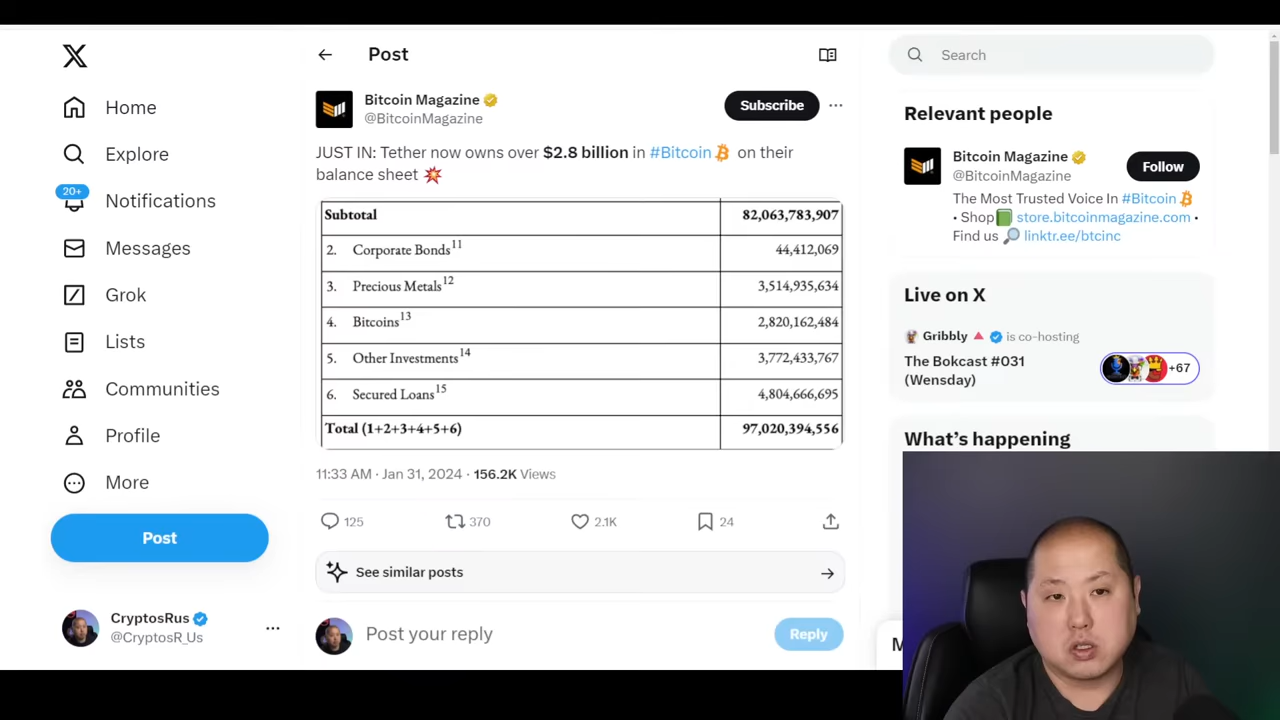 Home
Explore
20+
Notifications
Messages
Grok
Lists
Communities
Profile
More
Post
CryptosRus
@CryptosR_Us
Post
Bitcoin Magazine
@BitcoinMagazine
Subscribe
JUST IN: Tether now owns over $2.8 billion in #Bitcoin on their
balance sheet 💥
Subtotal 82,063,783,907
2. Corporate Bonds11 44,412,069
3. Precious Metals12 3,514,935,634
4. Bitcoins13 2,820,162,484
5. Other Investments14 3,772,433,767
6. Secured Loans15 4,804,666,695
Total (1+2+3+4+5+6) 97,020,394,556
11:33 AM · Jan 31, 2024 · 156.2K Views
125 370 2.1K 24
See similar posts
Post your reply
Reply
Search
Relevant people
Bitcoin Magazine
@BitcoinMagazine
Follow
The Most Trusted Voice In #Bitcoin
• Shop📗 store.bitcoinmagazine.com •
Find us 🔎 linktr.ee/btcinc
Live on X
Gribbly 🔺 is co-hosting
The Bokcast #031
(Wensday)
+67
What's happening